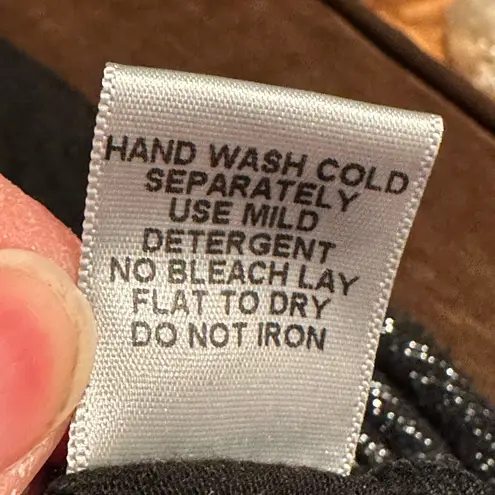 HAND WASH COLD
SEPARATELY
USE MILD
DETERGENT
NO BLEACH LAY
FLAT TO DRY
DO NOT IRON